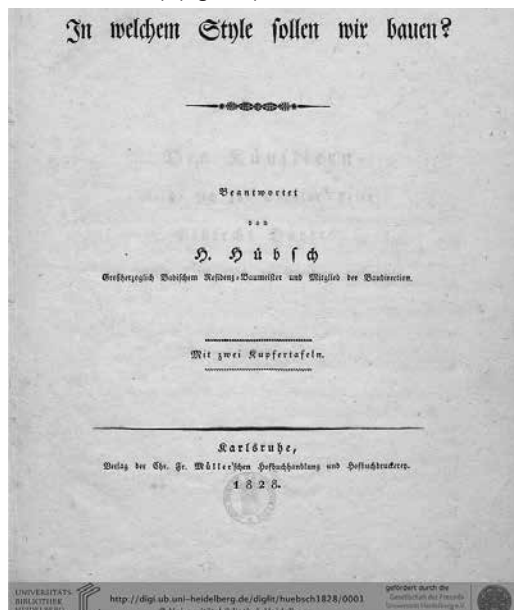 In welchem Style sollen wir bauen?
Beantwortet
von
H. Hübsch
Großherzoglich Badischem Residenz-Baumeister und Mitglied der Baudirection.
Mit zwei Kupfertafeln.
Karlsruhe,
Verlag der Chr. Fr. Müller'schen Hofbuchhandlung und Hofbuchdruckerey.
1828.
UNIVERSITÄTS
BIBLIOTHEK
HEIDELBERG
http://digi.ub.uni-heidelberg.de/diglit/huebsch1828/0001
gefördert durch die
Gesellschaft der Freunde
Universität Heidelberg e.V.